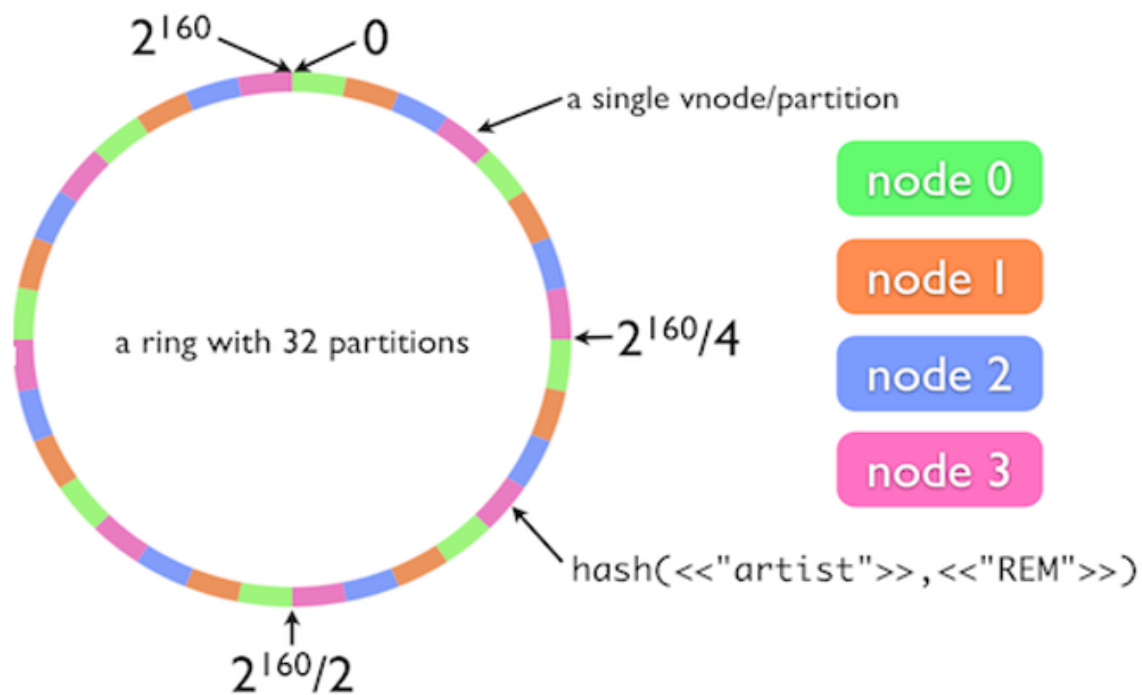 2¹⁶⁰
0
a single vnode/partition
node 0
node 1
node 2
a ring with 32 partitions
2¹⁶⁰/4
node 3
hash(<<"artist">>,<<"REM">>)
2¹⁶⁰/2